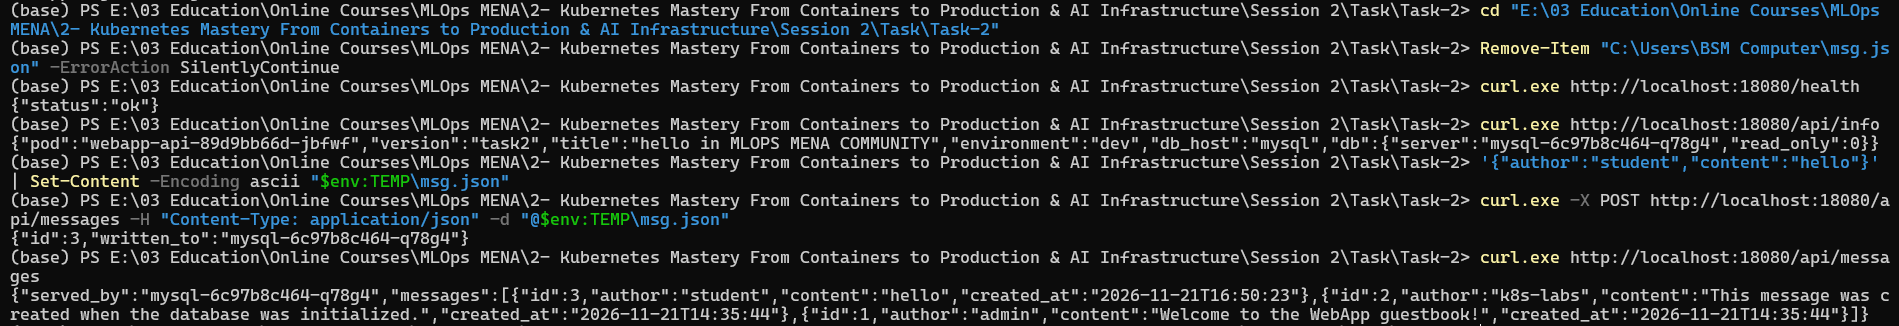 (base) PS E:\03 Education\Online Courses\MLOps MENA\2- Kubernetes Mastery From Containers to Production & AI Infrastructure\Session 2\Task\Task-2> cd "E:\03 Education\Online Courses\MLOps
MENA\2- Kubernetes Mastery From Containers to Production & AI Infrastructure\Session 2\Task\Task-2"
(base) PS E:\03 Education\Online Courses\MLOps MENA\2- Kubernetes Mastery From Containers to Production & AI Infrastructure\Session 2\Task\Task-2> Remove-Item "C:\Users\BSM Computer\msg.js
on" -ErrorAction SilentlyContinue
(base) PS E:\03 Education\Online Courses\MLOps MENA\2- Kubernetes Mastery From Containers to Production & AI Infrastructure\Session 2\Task\Task-2> curl.exe http://localhost:18080/health
{"status":"ok"}
(base) PS E:\03 Education\Online Courses\MLOps MENA\2- Kubernetes Mastery From Containers to Production & AI Infrastructure\Session 2\Task\Task-2> curl.exe http://localhost:18080/api/info
{"pod":"webapp-api-89d9bb66d-jbfwf","version":"task2","title":"hello in MLOPS MENA COMMUNITY","environment":"dev","db_host":"mysql","db":{"server":"mysql-6c97b8c464-q78g4","read_only":0}}
(base) PS E:\03 Education\Online Courses\MLOps MENA\2- Kubernetes Mastery From Containers to Production & AI Infrastructure\Session 2\Task\Task-2> '{"author":"student","content":"hello"}'
| Set-Content -Encoding ascii "$env:TEMP\msg.json"
(base) PS E:\03 Education\Online Courses\MLOps MENA\2- Kubernetes Mastery From Containers to Production & AI Infrastructure\Session 2\Task\Task-2> curl.exe -X POST http://localhost:18080/a
pi/messages -H "Content-Type: application/json" -d "@$env:TEMP\msg.json"
{"id":3,"written_to":"mysql-6c97b8c464-q78g4"}
(base) PS E:\03 Education\Online Courses\MLOps MENA\2- Kubernetes Mastery From Containers to Production & AI Infrastructure\Session 2\Task\Task-2> curl.exe http://localhost:18080/api/messa
ges
{"served_by":"mysql-6c97b8c464-q78g4","messages":[{"id":3,"author":"student","content":"hello","created_at":"2026-11-21T16:50:23"},{"id":2,"author":"k8s-labs","content":"This message was c
reated when the database was initialized.","created_at":"2026-11-21T14:35:44"},{"id":1,"author":"admin","content":"Welcome to the WebApp guestbook!","created_at":"2026-11-21T14:35:44"}]}